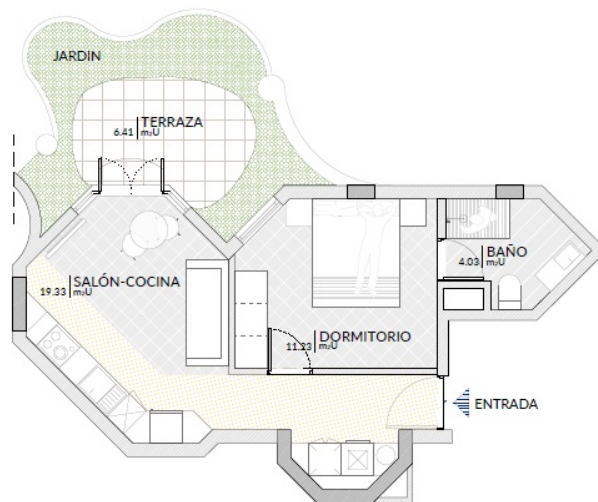 JARDIN
TERRAZA
6.41 m₂U
BAÑO
4.03 m₂U
SALÓN-COCINA
19.33 m₂U
DORMITORIO
11.23 m₂U
ENTRADA